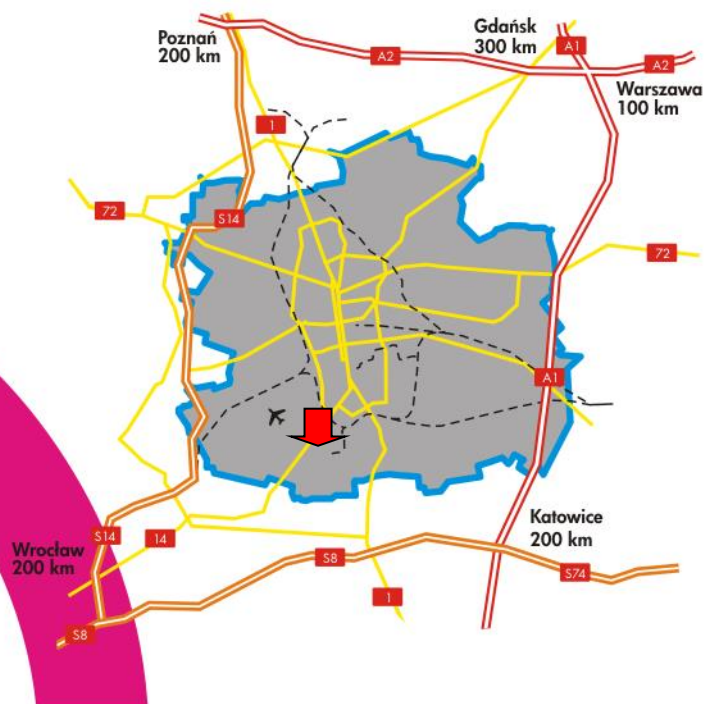 Poznań
200 km
Gdańsk
300 km
A1
A2
A2
Warszawa
100 km
1
72
S14
72
A1
Katowice
200 km
S14
14
Wrocław
200 km
S8
S74
1
S8